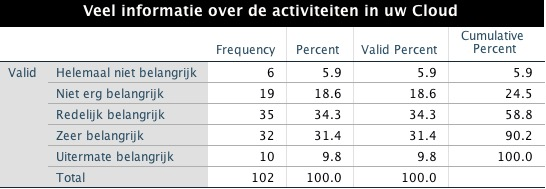 Veel informatie over de activiteiten in uw Cloud
Frequency Percent Valid Percent Cumulative Percent
Valid Helemaal niet belangrijk 6 5.9 5.9 5.9
Niet erg belangrijk 19 18.6 18.6 24.5
Redelijk belangrijk 35 34.3 34.3 58.8
Zeer belangrijk 32 31.4 31.4 90.2
Uitermate belangrijk 10 9.8 9.8 100.0
Total 102 100.0 100.0